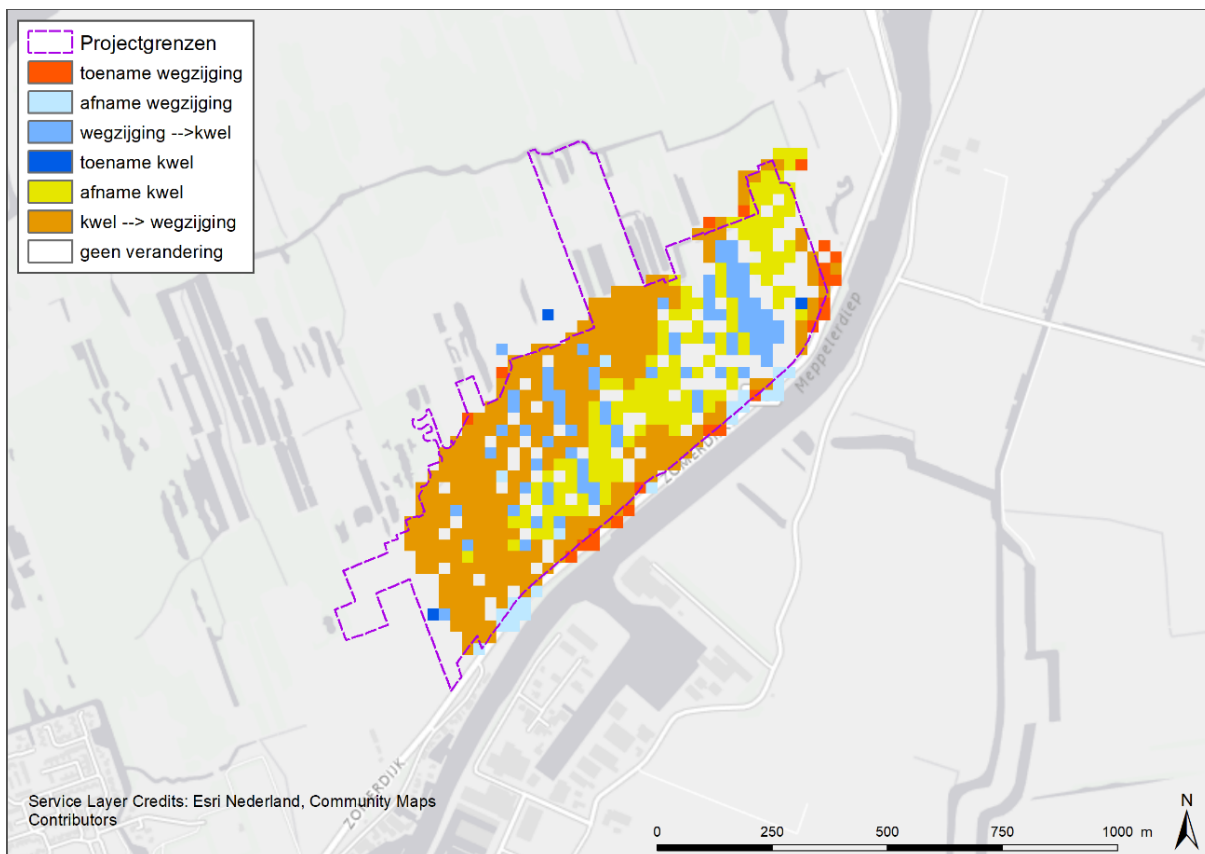 Projectgrenzen
toename wegzijging
afname wegzijging
wegzijging -->kwel
toename kwel
afname kwel
kwel --> wegzijging
geen verandering
Meppelerdiep
ZOMERDIJK
ZOMERDIJK
Service Layer Credits: Esri Nederland, Community Maps
Contributors
0 250 500 750 1000 m
N